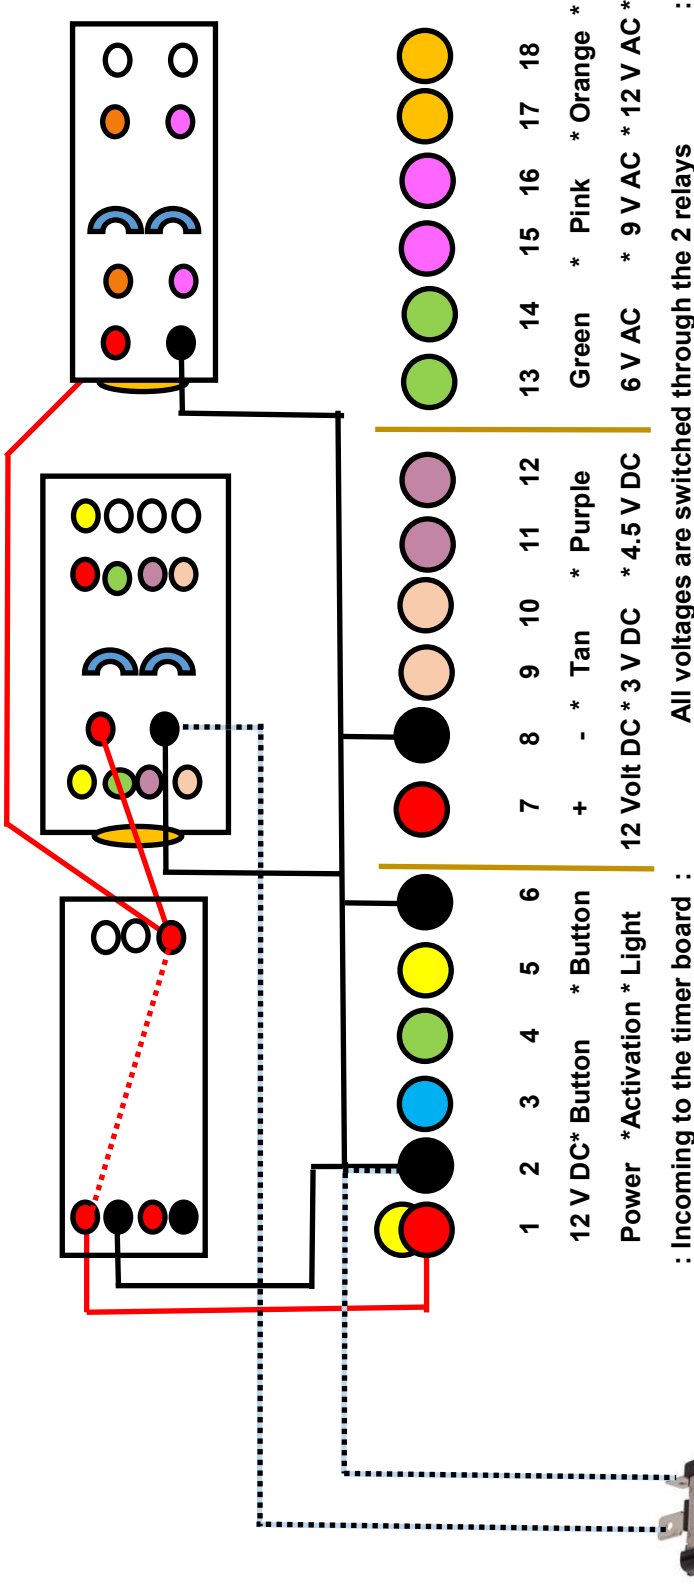 1 2 3 4 5 6 7 8 9 10 11 12 13 14 15 16 17 18
12 V DC* Button * Button + - * Tan * Purple Green * Pink * Orange *
Power *Activation * Light 12 Volt DC * 3 V DC * 4.5 V DC 6 V AC * 9 V AC * 12 V AC *
: Incoming to the timer board : All voltages are switched through the 2 relays :